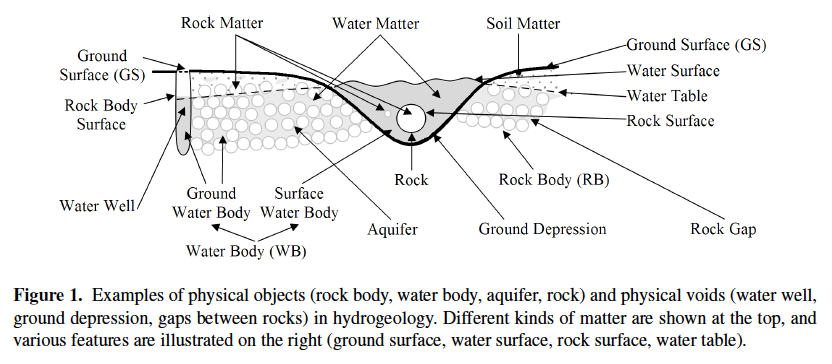 Rock Matter
Water Matter
Soil Matter
Ground
Surface (GS)
Ground Surface (GS)
Water Surface
Rock Body
Surface
Water Table
Rock Surface
Water Well
Ground
Water Body
Surface
Water Body
Rock
Rock Body (RB)
Water Body (WB)
Aquifer
Ground Depression
Rock Gap
Figure 1. Examples of physical objects (rock body, water body, aquifer, rock) and physical voids (water well,
ground depression, gaps between rocks) in hydrogeology. Different kinds of matter are shown at the top, and
various features are illustrated on the right (ground surface, water surface, rock surface, water table).